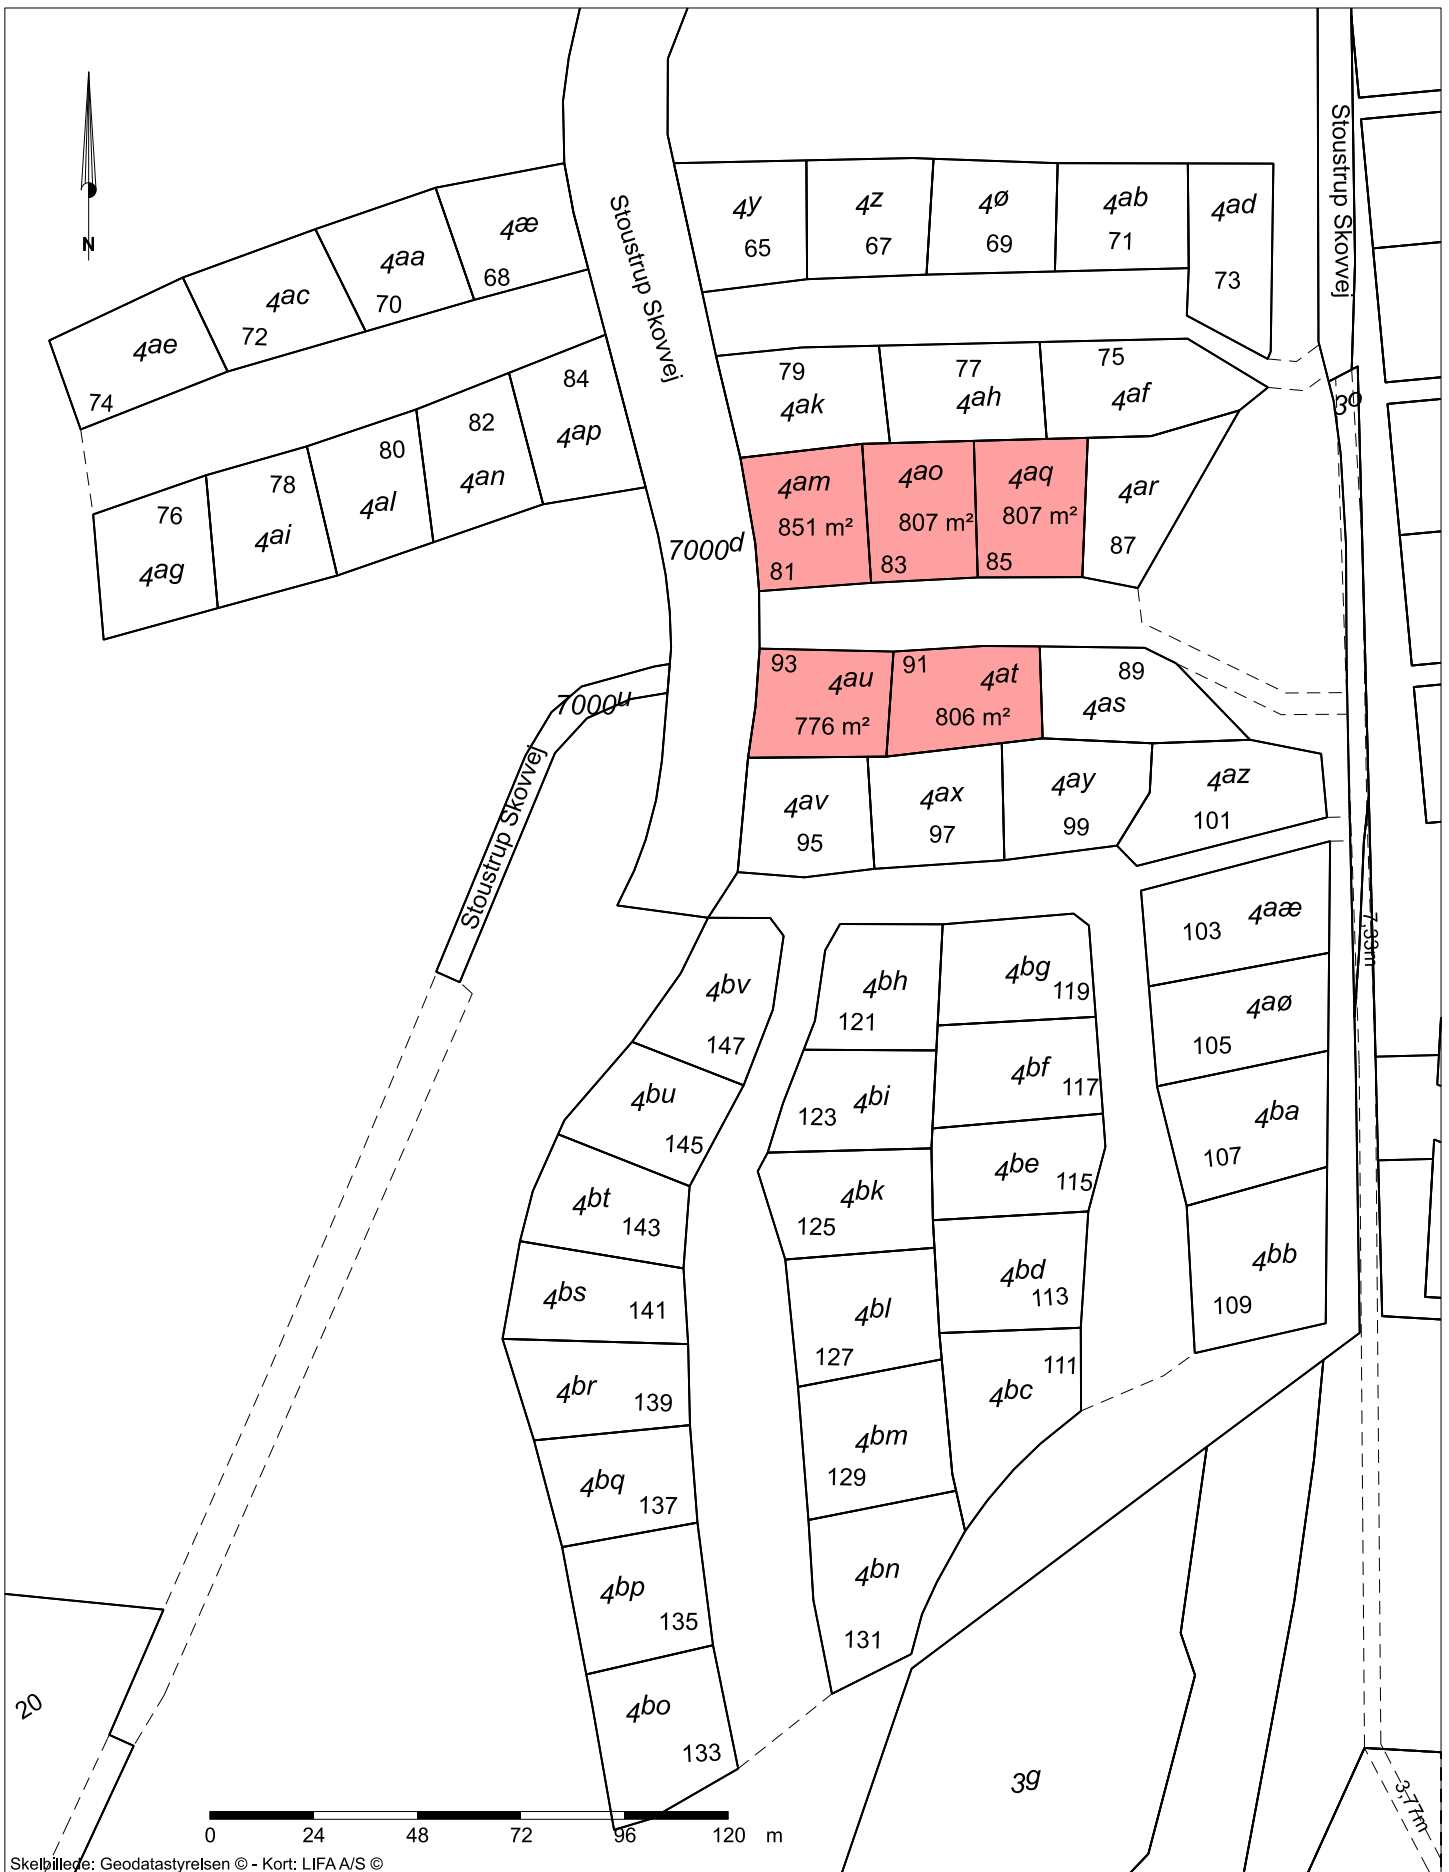 N
Stoustrup Skovvej
Stoustrup Skovvej
4y
65
4z
67
4ø
69
4ab
71
4ad
73
4æ
68
4aa
70
4ac
72
4ae
74
79
4ak
77
4ah
75
4af
3o
84
4ap
82
4an
80
4al
78
4ai
76
4ag
7000d
4am
851 m²
81
4ao
807 m²
83
4aq
807 m²
85
4ar
87
93
4au
776 m²
91
4at
806 m²
89
4as
7000u
Stoustrup Skovvej
4av
95
4ax
97
4ay
99
4az
101
103
4aæ
7,33m
4aø
105
4ba
107
4bb
109
4bv
147
4bu
145
4bt
143
4bs
141
4br
139
4bq
137
4bp
135
4bo
133
4bh
121
4bi
123
4bk
125
4bl
127
4bm
129
4bn
131
4bg
119
4bf
117
4be
115
4bd
113
111
4bc
20
3g
3,77m
0 24 48 72 96 120 m
Skelbillede: Geodatastyrelsen © - Kort: LIFA A/S ©